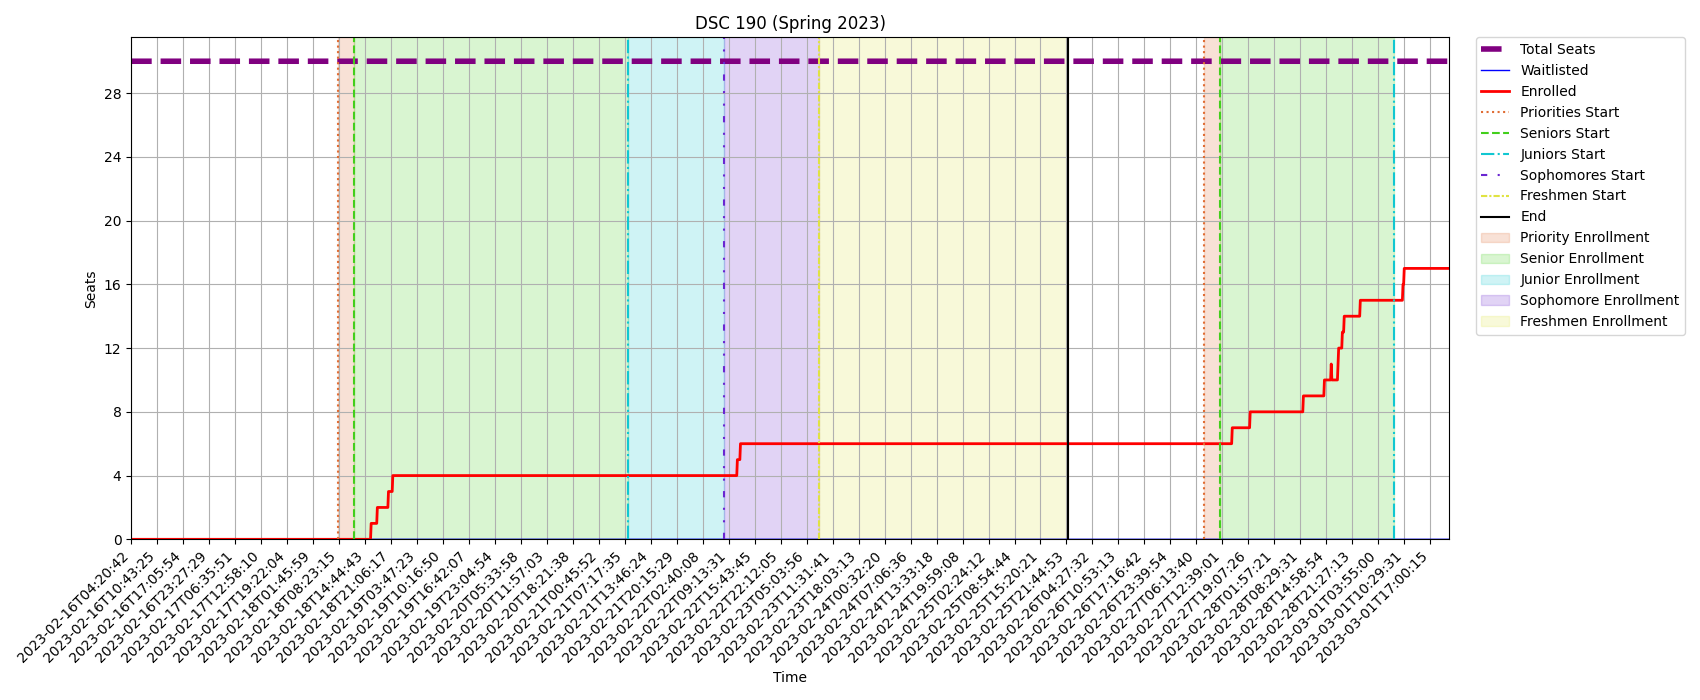 DSC 190 (Spring 2023)
Seats
28
24
20
16
12
8
4
0
2023-02-16T04:20:42
2023-02-16T10:43:25
2023-02-16T17:05:54
2023-02-16T23:27:29
2023-02-17T06:35:51
2023-02-17T12:58:10
2023-02-17T19:22:04
2023-02-18T01:45:59
2023-02-18T08:23:15
2023-02-18T14:44:43
2023-02-18T21:06:17
2023-02-19T03:47:23
2023-02-19T10:16:50
2023-02-19T16:42:07
2023-02-19T23:04:54
2023-02-20T05:33:58
2023-02-20T11:57:03
2023-02-20T18:21:38
2023-02-21T00:45:52
2023-02-21T07:17:35
2023-02-21T13:46:24
2023-02-21T20:15:29
2023-02-22T02:40:08
2023-02-22T09:13:31
2023-02-22T15:43:45
2023-02-22T22:12:05
2023-02-23T05:03:56
2023-02-23T11:31:41
2023-02-23T18:03:13
2023-02-24T00:32:20
2023-02-24T07:06:36
2023-02-24T13:33:18
2023-02-24T19:59:08
2023-02-25T02:24:12
2023-02-25T08:54:44
2023-02-25T15:20:21
2023-02-25T21:44:53
2023-02-26T04:27:32
2023-02-26T10:53:13
2023-02-26T17:16:42
2023-02-26T23:39:54
2023-02-27T06:13:40
2023-02-27T12:39:01
2023-02-27T19:07:26
2023-02-28T01:57:21
2023-02-28T08:29:31
2023-02-28T14:58:54
2023-02-28T21:27:13
2023-03-01T03:55:00
2023-03-01T10:29:31
2023-03-01T17:00:15
Time
Total Seats
Waitlisted
Enrolled
Priorities Start
Seniors Start
Juniors Start
Sophomores Start
Freshmen Start
End
Priority Enrollment
Senior Enrollment
Junior Enrollment
Sophomore Enrollment
Freshmen Enrollment